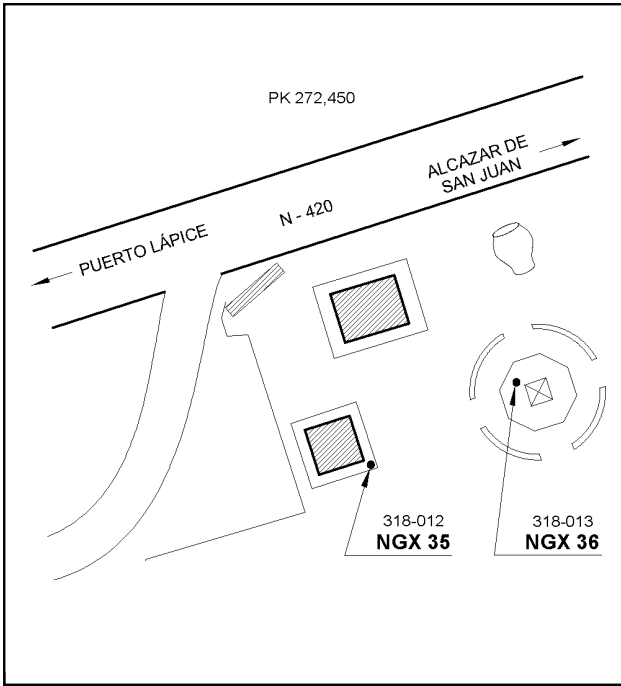 PK 272,450
ALCAZAR DE
SAN JUAN
N - 420
PUERTO LÁPICE
318-012
NGX 35
318-013
NGX 36